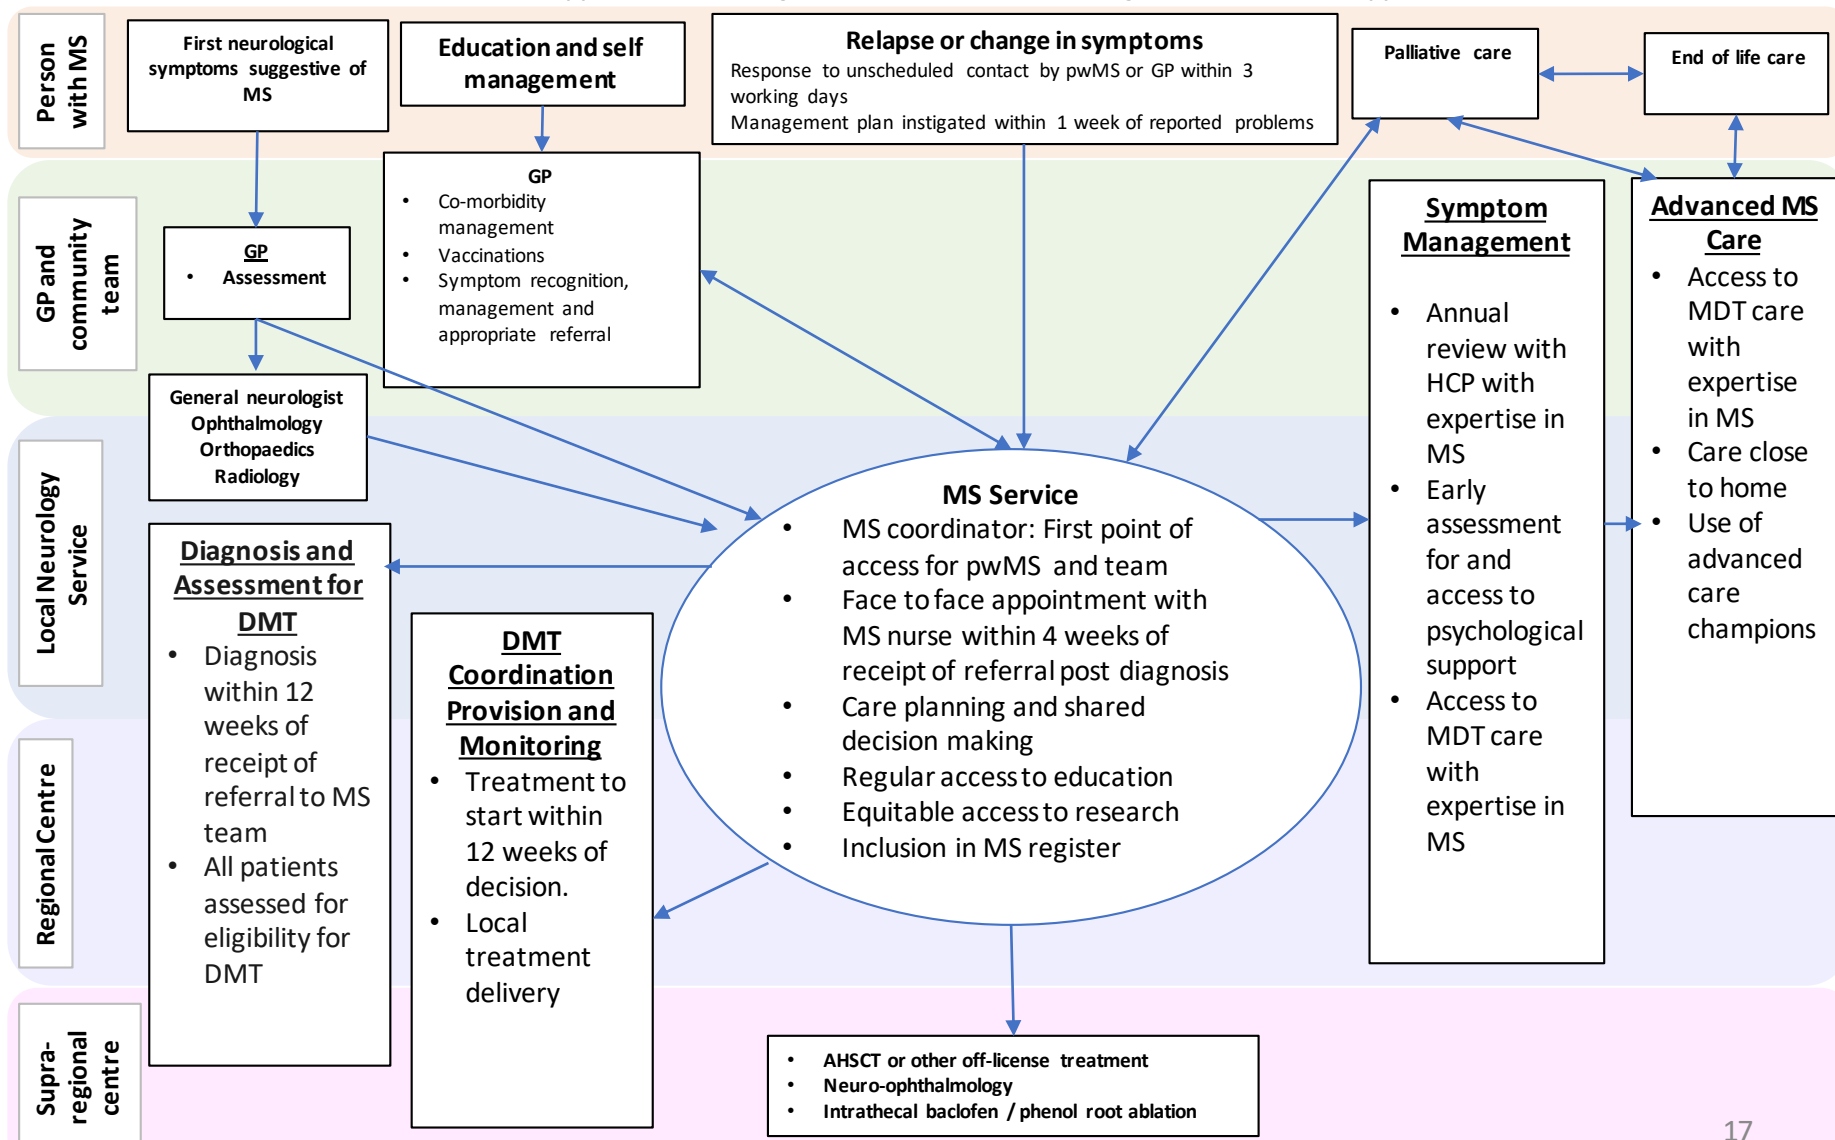 Person
with MS
First neurological
symptoms suggestive of
MS
Education and self
management
Relapse or change in symptoms
Response to unscheduled contact by pwMS or GP within 3
working days
Management plan instigated within 1 week of reported problems
Palliative care
End of life care
GP and
community
team
GP
• Assessment
GP
• Co-morbidity
management
• Vaccinations
• Symptom recognition,
management and
appropriate referral
General neurologist
Ophthalmology
Orthopaedics
Radiology
Symptom
Management
• Annual
review with
HCP with
expertise in
MS
• Early
assessment
for and
access to
psychological
support
• Access to
MDT care
with
expertise in
MS
Advanced MS
Care
• Access to
MDT care
with
expertise
in MS
• Care close
to home
• Use of
advanced
care
champions
Local Neurology
Service
Diagnosis and
Assessment for
DMT
• Diagnosis
within 12
weeks of
receipt of
referral to MS
team
• All patients
assessed for
eligibility for
DMT
DMT
Coordination
Provision and
Monitoring
• Treatment to
start within
12 weeks of
decision.
• Local
treatment
delivery
MS Service
• MS coordinator: First point of
access for pwMS and team
• Face to face appointment with
MS nurse within 4 weeks of
receipt of referral post diagnosis
• Care planning and shared
decision making
• Regular access to education
• Equitable access to research
• Inclusion in MS register
Regional Centre
Supra-
regional
centre
• AHSCT or other off-license treatment
• Neuro-ophthalmology
• Intrathecal baclofen / phenol root ablation
17